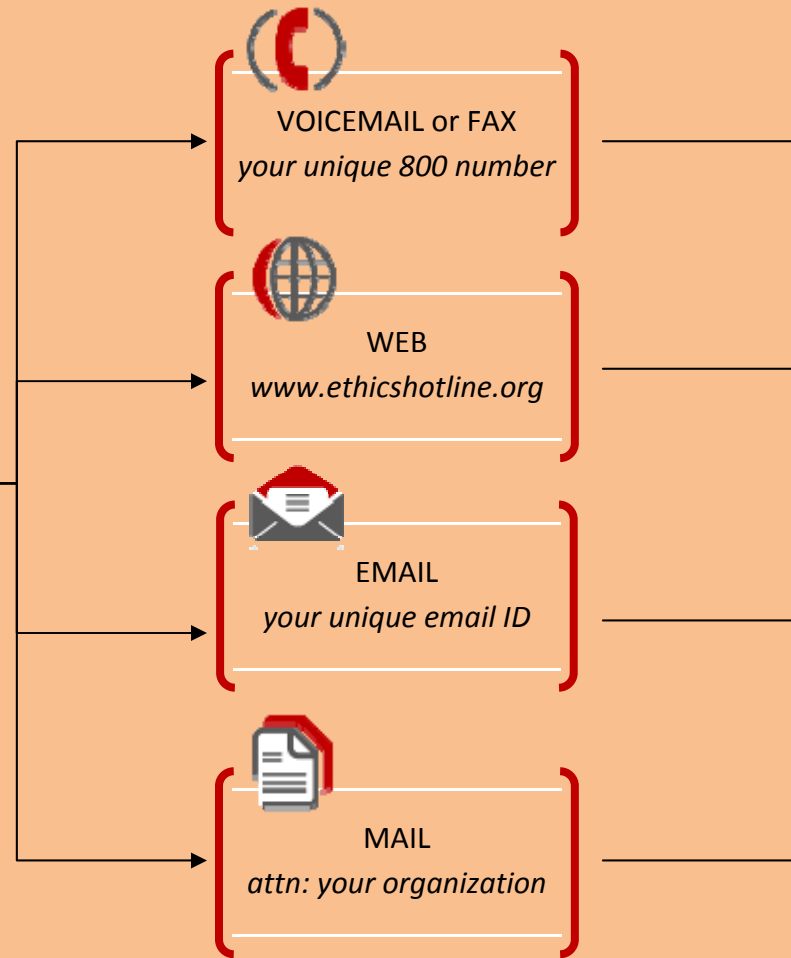 VOICEMAIL or FAX
your unique 800 number
WEB
www.ethicshotline.org
EMAIL
your unique email ID
MAIL
attn: your organization